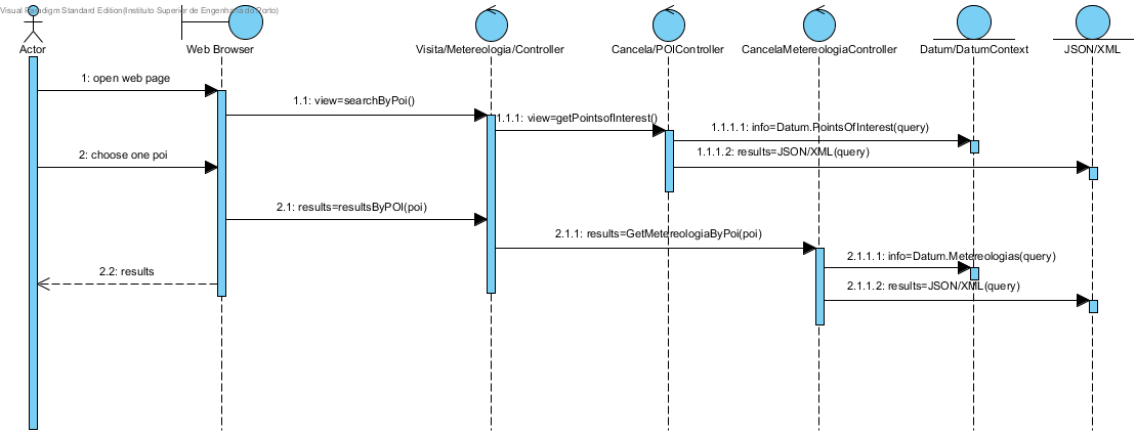 Visual Paradigm Standard Edition(Instituto Superior de Engenharia do Porto)
Actor
Web Browser
Visita/Metereologia/Controller
Cancela/POIController
CancelaMetereologiaController
Datum/DatumContext
JSON/XML
1: open web page
1.1: view=searchByPoi()
1.1.1: view=getPointsofInterest()
1.1.1.1: info=Datum.PointsOfInterest(query)
2: choose one poi
1.1.1.2: results=JSON/XML(query)
2.1: results=resultsByPOI(poi)
2.1.1: results=GetMetereologiaByPoi(poi)
2.1.1.1: info=Datum.Metereologias(query)
2.2: results
2.1.1.2: results=JSON/XML(query)